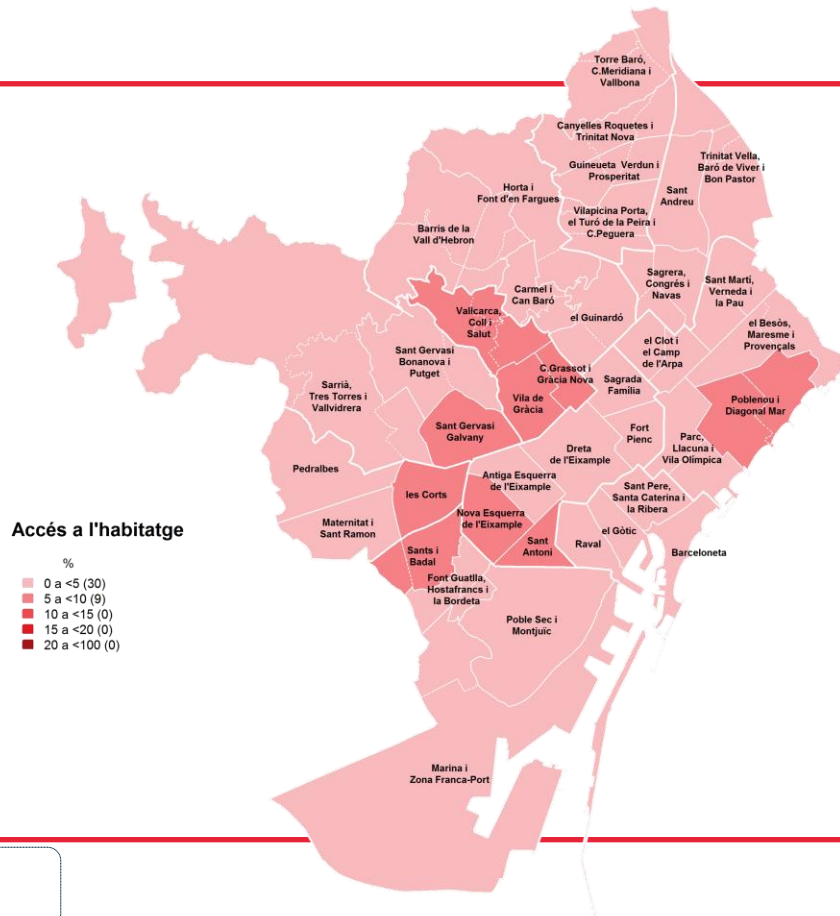 Torre Baró,
C.Meridiana i
Vallbona
Canyelles Roquetes i
Trinitat Nova
Guineueta Verdun i
Prosperitat
Trinitat Vella,
Baró de Viver i
Bon Pastor
Sant
Andreu
Horta i
Font d'en Fargues
Vilapicina Porta,
el Turó de la Peira i
C.Peguera
Barris de la
Vall d'Hebron
Sagrera,
Congrés i
Navas
Sant Martí,
Verneda i
la Pau
Carmel i
Can Baró
Vallcarca,
Coll i
Salut
el Guinardó
el Besòs,
Maresme i
Provençals
el Clot i
el Camp
de l'Arpa
Sant Gervasi
Bonanova i
Putget
C.Grassot i
Gràcia Nova
Sagrada
Família
Sarrià,
Tres Torres i
Vallvidrera
Vila de
Gràcia
Poblenou i
Diagonal Mar
Sant Gervasi
Galvany
Fort
Pienc
Parc,
Llacuna i
Vila Olímpica
Dreta
de l'Eixample
Pedralbes
Antiga Esquerra
de l'Eixample
Sant Pere,
Santa Caterina i
la Ribera
les Corts
Nova Esquerra
de l'Eixample
Maternitat i
Sant Ramon
el Gòtic
Sant
Antoni
Raval
Barceloneta
Sants i
Badal
Font Guatlla,
Hostafrancs i
la Bordeta
Poble Sec i
Montjuïc
Marina i
Zona Franca-Port
Accés a l'habitatge
%
0 a <5 (30)
5 a <10 (9)
10 a <15 (0)
15 a <20 (0)
20 a <100 (0)